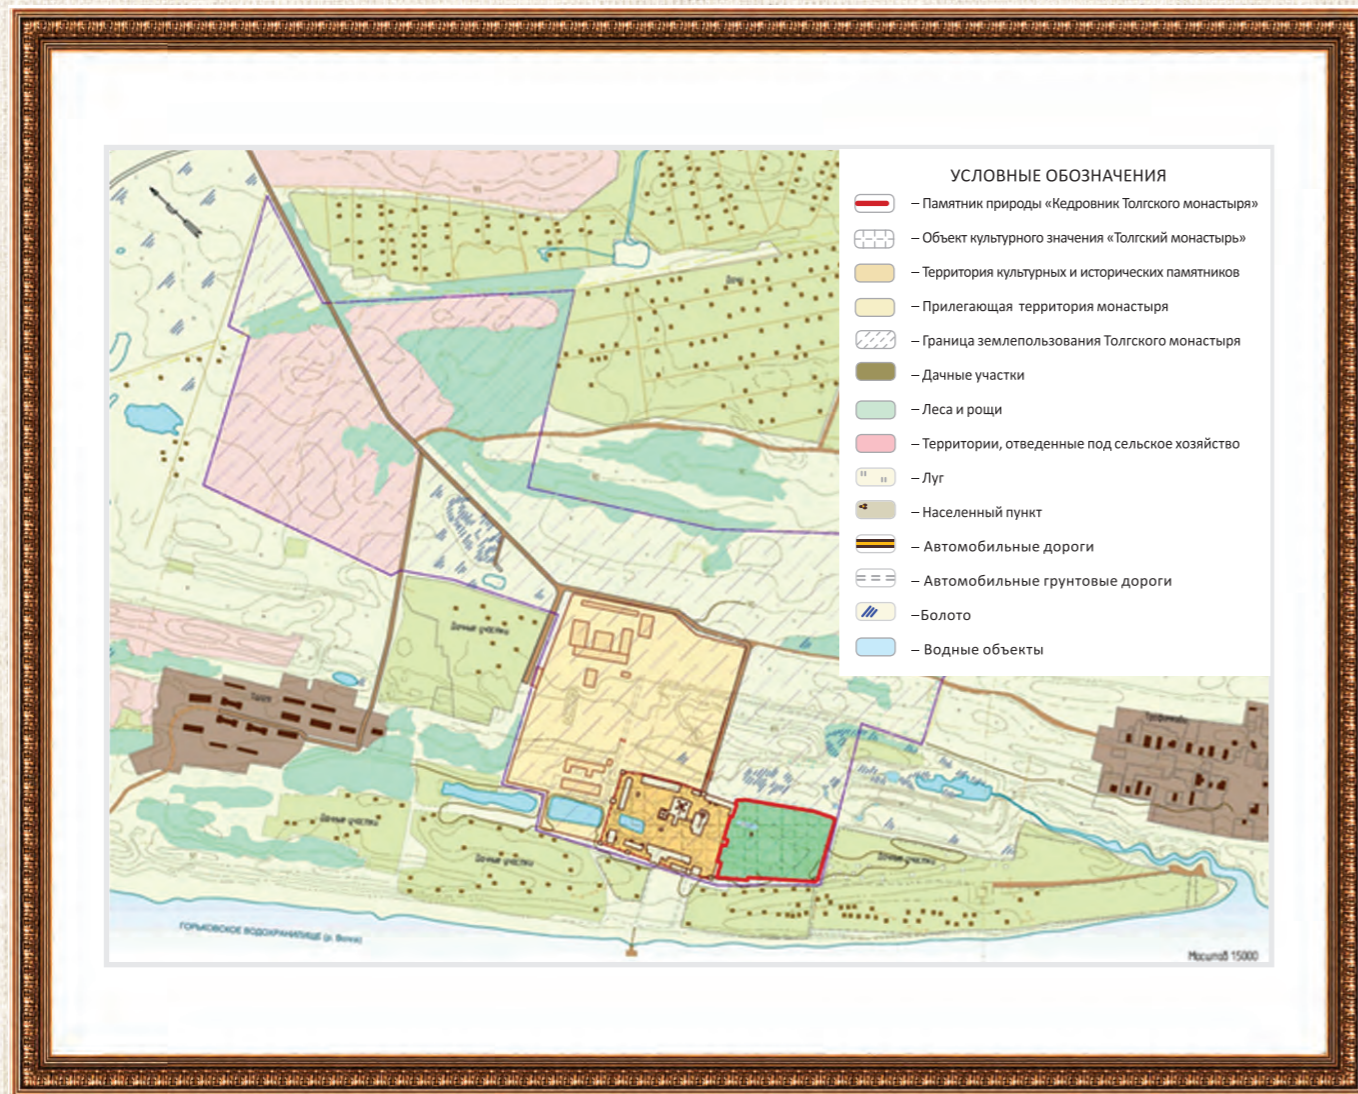 УСЛОВНЫЕ ОБОЗНАЧЕНИЯ
– Памятник природы «Кедровник Толгского монастыря»
– Объект культурного значения «Толгский монастырь»
– Территория культурных и исторических памятников
– Прилегающая территория монастыря
– Граница землепользования Толгского монастыря
– Дачные участки
– Леса и рощи
– Территории, отведенные под сельское хозяйство
– Луг
– Населенный пункт
– Автомобильные дороги
– Автомобильные грунтовые дороги
–Болото
– Водные объекты
Дачные участки
Дачные участки
Дачные участки
Дачные участки
ГОРЬКОВСКОЕ ВОДОХРАНИЛИЩЕ (р. Волга)
Масштаб 15000